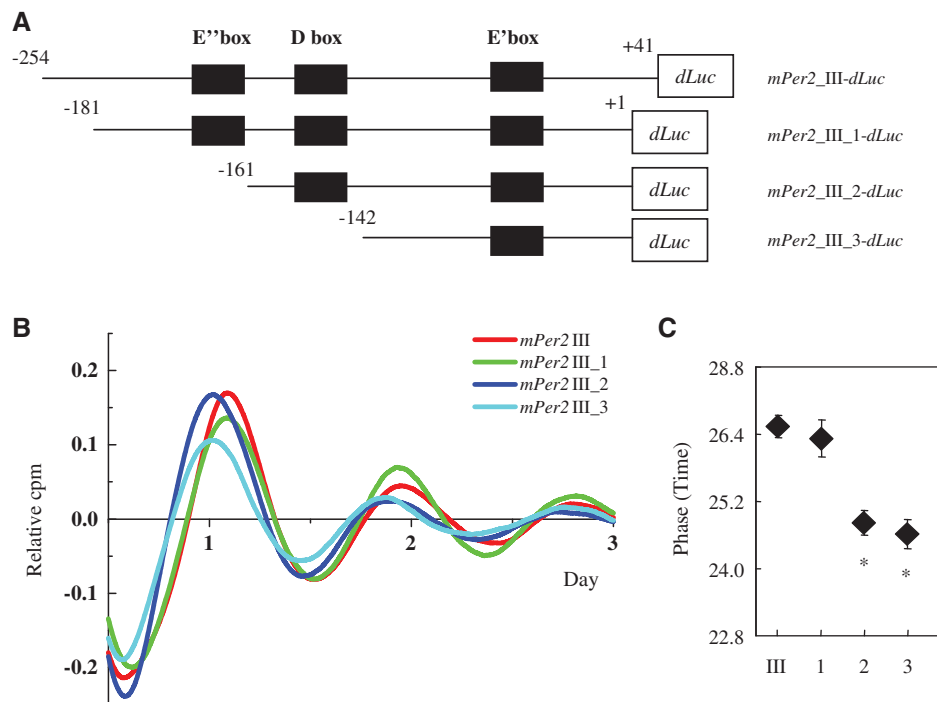 A
E’’box D box E’box
-254 +41 dLuc mPer2_III-dLuc
-181 +1 dLuc mPer2_III_1-dLuc
-161 dLuc mPer2_III_2-dLuc
-142 dLuc mPer2_III_3-dLuc
B
Relative cpm
0.2
0.1
0.0
-0.1
-0.2
1 2 3
Day
mPer2 III
mPer2 III_1
mPer2 III_2
mPer2 III_3
C
Phase (Time)
28.8
26.4
25.2
24.0
22.8
* *
III 1 2 3